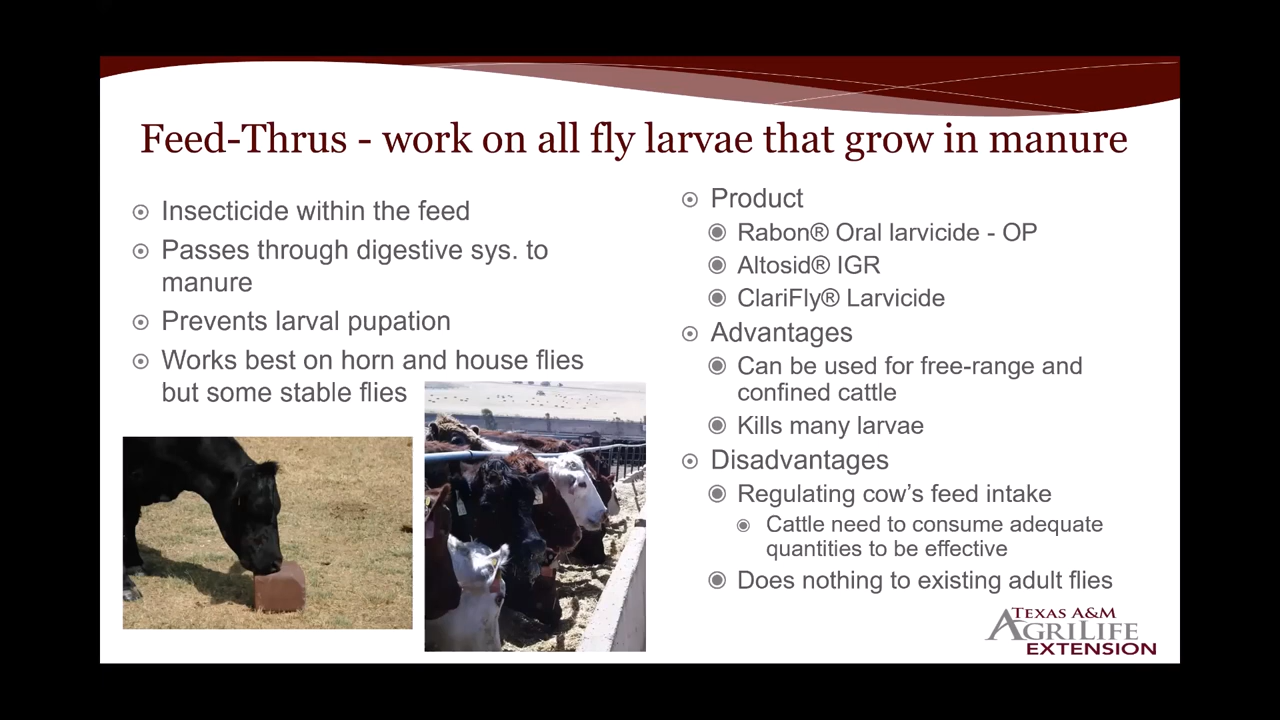 Feed-Thrus - work on all fly larvae that grow in manure
Insecticide within the feed
Passes through digestive sys. to
manure
Prevents larval pupation
Works best on horn and house flies
but some stable flies
Product
Rabon® Oral larvicide - OP
Altosid® IGR
ClariFly® Larvicide
Advantages
Can be used for free-range and
confined cattle
Kills many larvae
Disadvantages
Regulating cow’s feed intake
Cattle need to consume adequate
quantities to be effective
Does nothing to existing adult flies
TEXAS A&M
AGRILIFE
EXTENSION